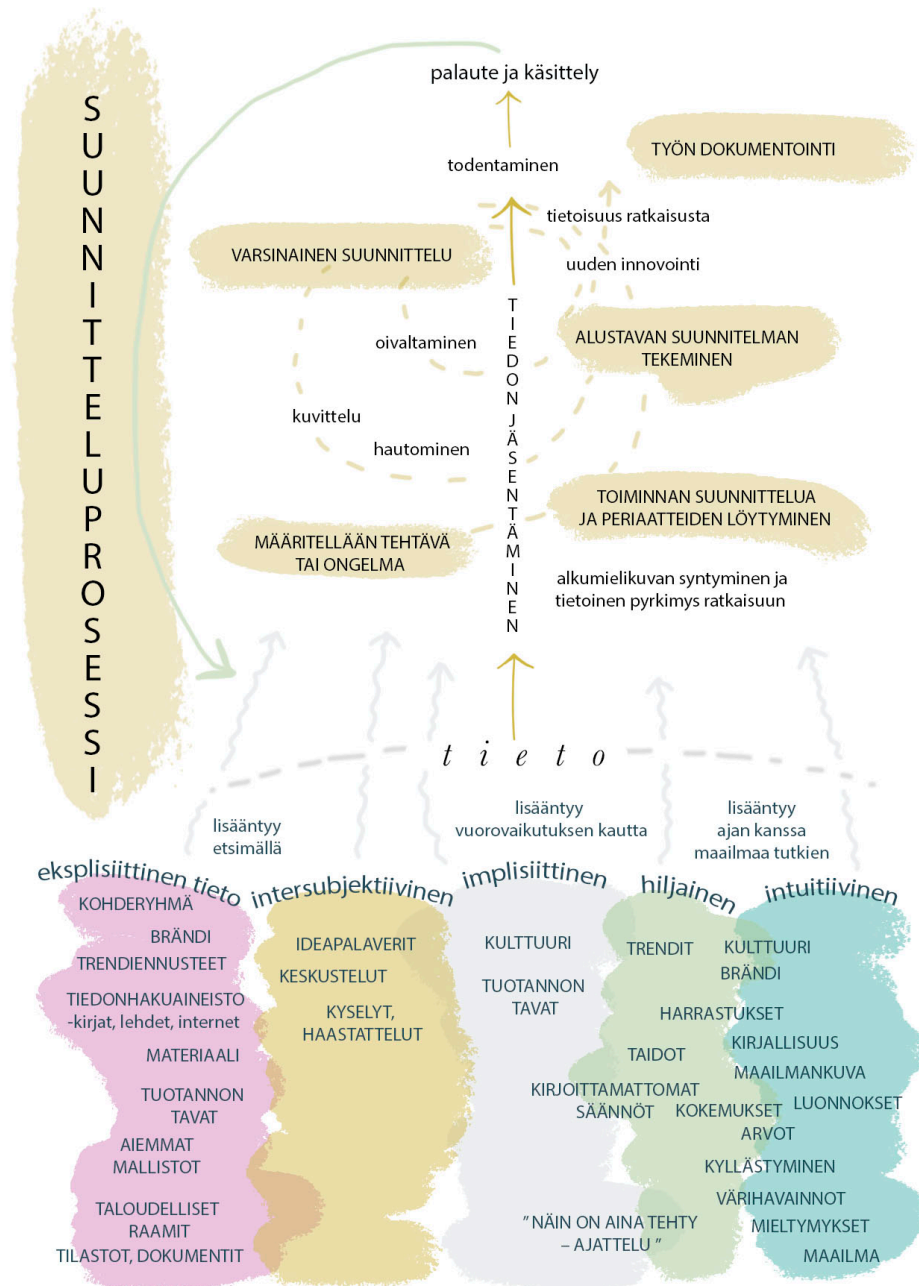 SUUNNITTELUPROSESSI
palaute ja käsittely
todentaminen
TYÖN DOKUMENTOINTI
tietoisuus ratkaisusta
VARSINAINEN SUUNNITTELU
uuden innovointi
TIEDON JÄSENTÄMINEN
oivaltaminen
ALUSTAVAN SUUNNITELMAN
TEKEMINEN
kuvittelu
hautominen
TOIMINNAN SUUNNITTELUA
JA PERIAATTEIDEN LÖYTYMINEN
MÄÄRITELLÄÄN TEHTÄVÄ
TAI ONGELMA
alkumielikuvan syntyminen ja
tietoinen pyrkimys ratkaisuun
tieto
lisääntyy
etsimällä
lisääntyy
vuorovaikutuksen kautta
lisääntyy
ajan kanssa
maailmaa tutkien
eksplisiittinen tieto
KOHDERYHMÄ
BRÄNDI
TRENDIENNUSTEET
TIEDONHAKUAINEISTO
-kirjat, lehdet, internet
MATERIAALI
TUOTANNON
TAVAT
AIEMMAT
MALLISTOT
TALOUDELLISET
RAAMIT
TILASTOT, DOKUMENTIT
intersubjektiivinen
IDEAPALAVERIT
KESKUSTELUT
KYSELYT,
HAASTATTELUT
implisiittinen
KULTTUURI
TUOTANNON
TAVAT
KIRJOITTAMATTOMAT
SÄÄNNÖT
" NÄIN ON AINA TEHTY
– AJATTELU "
hiljainen
TRENDIT
HARRASTUKSET
TAIDOT
KOKEMUKSET
intuitiivinen
KULTTUURI
BRÄNDI
KIRJALLISUUS
MAAILMANKUVA
LUONNOKSET
ARVOT
KYLLÄSTYMINEN
VÄRIHAVAINNOT
MIELTYMYKSET
MAAILMA